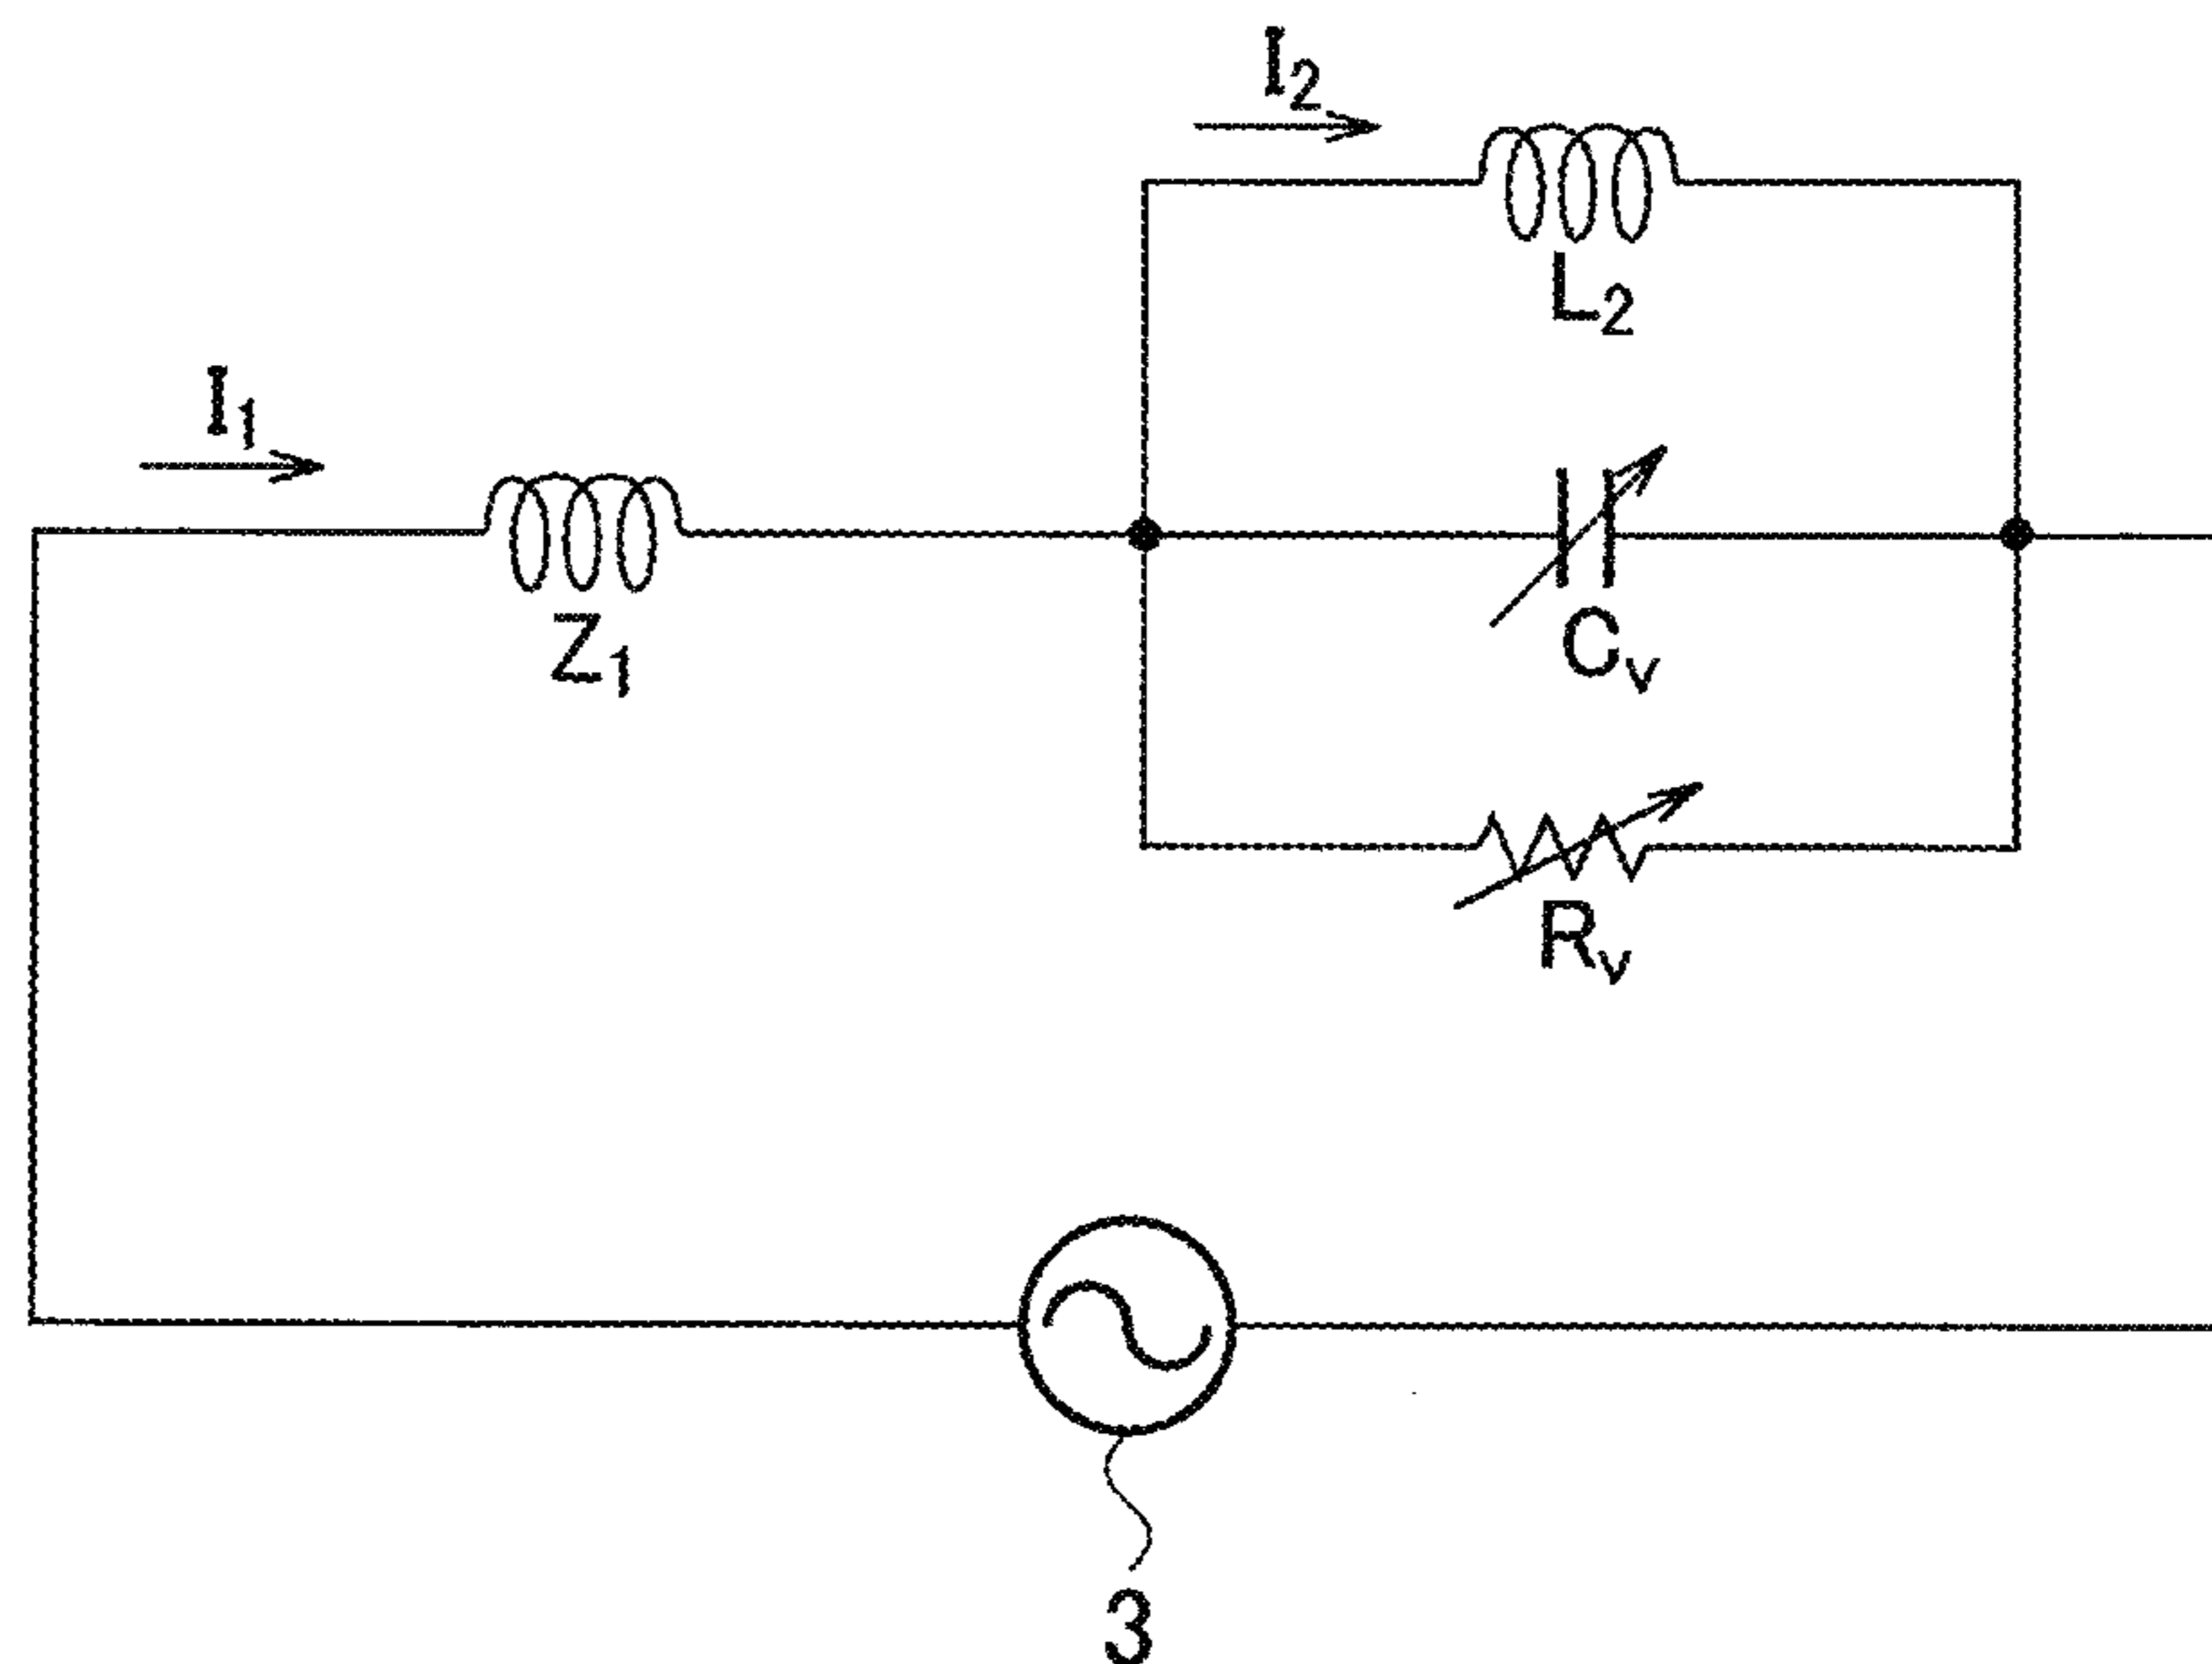 I₂
L₂
I₁
Z₁
Cᵥ
Rᵥ
3